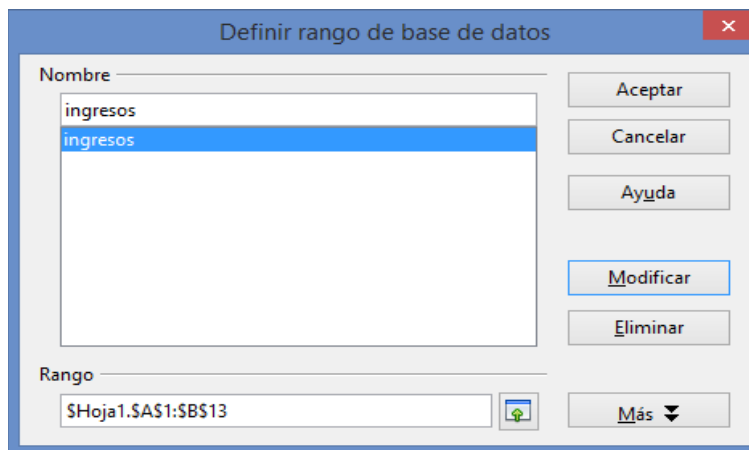 Definir rango de base de datos
Nombre
ingresos
ingresos
Aceptar
Cancelar
Ayuda
Modificar
Eliminar
Rango
$Hoja1.$A$1:$B$13
Más